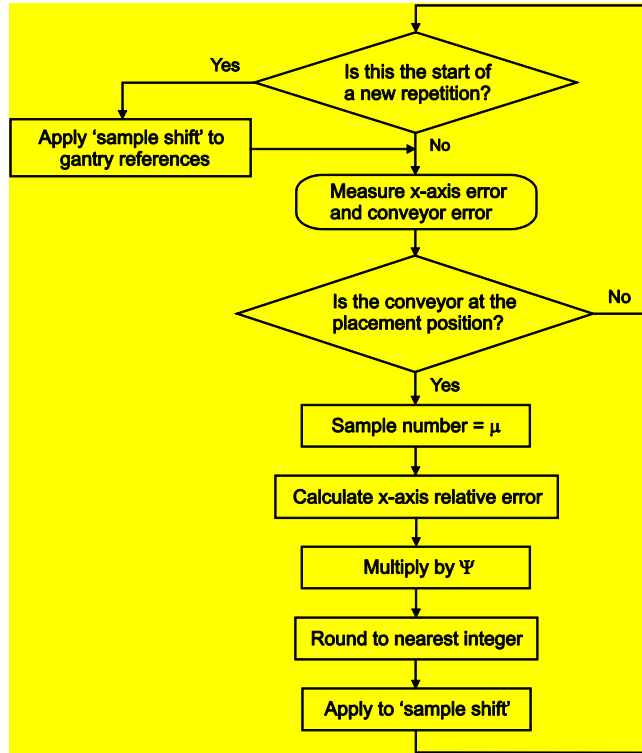 Is this the start of
a new repetition?
Yes
Apply ‘sample shift’ to
gantry references
No
Measure x-axis error
and conveyor error
Is the conveyor at the
placement position?
No
Yes
Sample number = μ
Calculate x-axis relative error
Multiply by Ψ
Round to nearest integer
Apply to ‘sample shift’